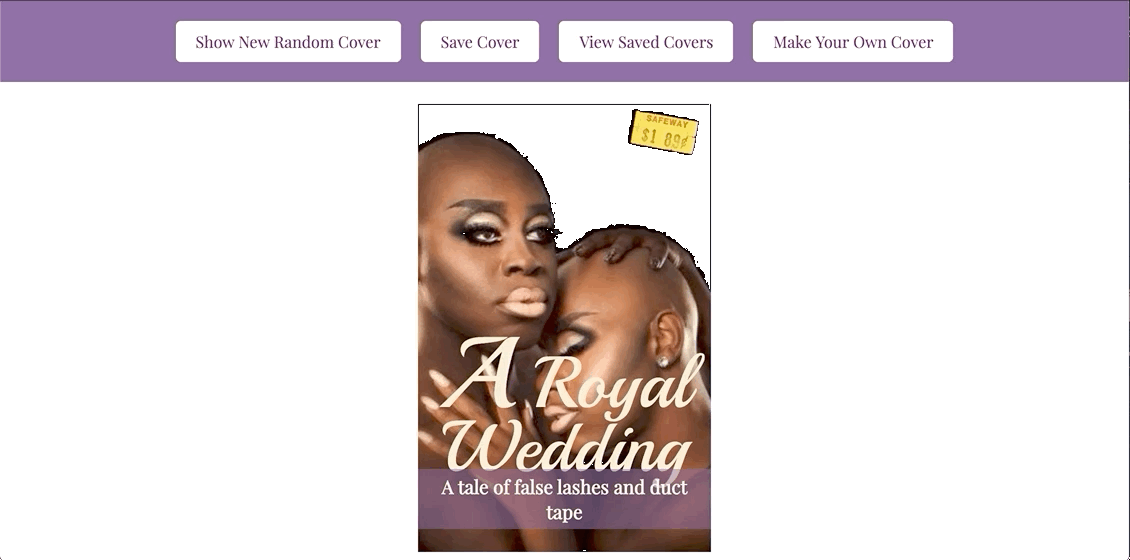 Show New Random Cover
Save Cover
View Saved Covers
Make Your Own Cover
SAFEWAY
$1 89¢
A Royal
Wedding
A tale of false lashes and duct
tape